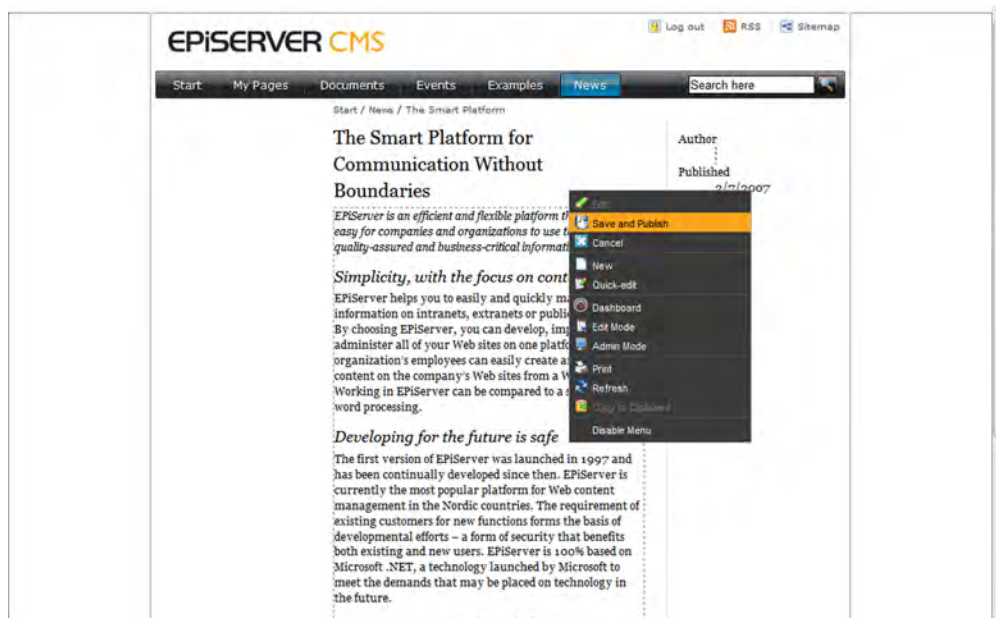 EPiSERVER CMS
Log out RSS Sitemap
Start My Pages Documents Events Examples News Search here
Start / News / The Smart Platform
The Smart Platform for
Communication Without
Boundaries
Author
Published
2/7/2007
EPiServer is an efficient and flexible platform
easy for companies and organizations to use
quality-assured and business-critical
Simplicity, with the focus on
EPiServer helps you to easily and quickly
information on intranets, extranets or
By choosing EPiServer, you can develop,
administer all of your Web sites on one
organization's employees can easily create
content on the company's Web sites from a
Working in EPiServer can be compared to a
word processing.
Edit
Save and Publish
Cancel
New
Quick-edit
Dashboard
Edit Mode
Admin Mode
Print
Refresh
Copy to Clipboard
Disable Menu
Developing for the future is safe
The first version of EPiServer was launched in 1997 and
has been continually developed since then. EPiServer is
currently the most popular platform for Web content
management in the Nordic countries. The requirement of
existing customers for new functions forms the basis of
developmental efforts – a form of security that benefits
both existing and new users. EPiServer is 100% based on
Microsoft .NET, a technology launched by Microsoft to
meet the demands that may be placed on technology in
the future.